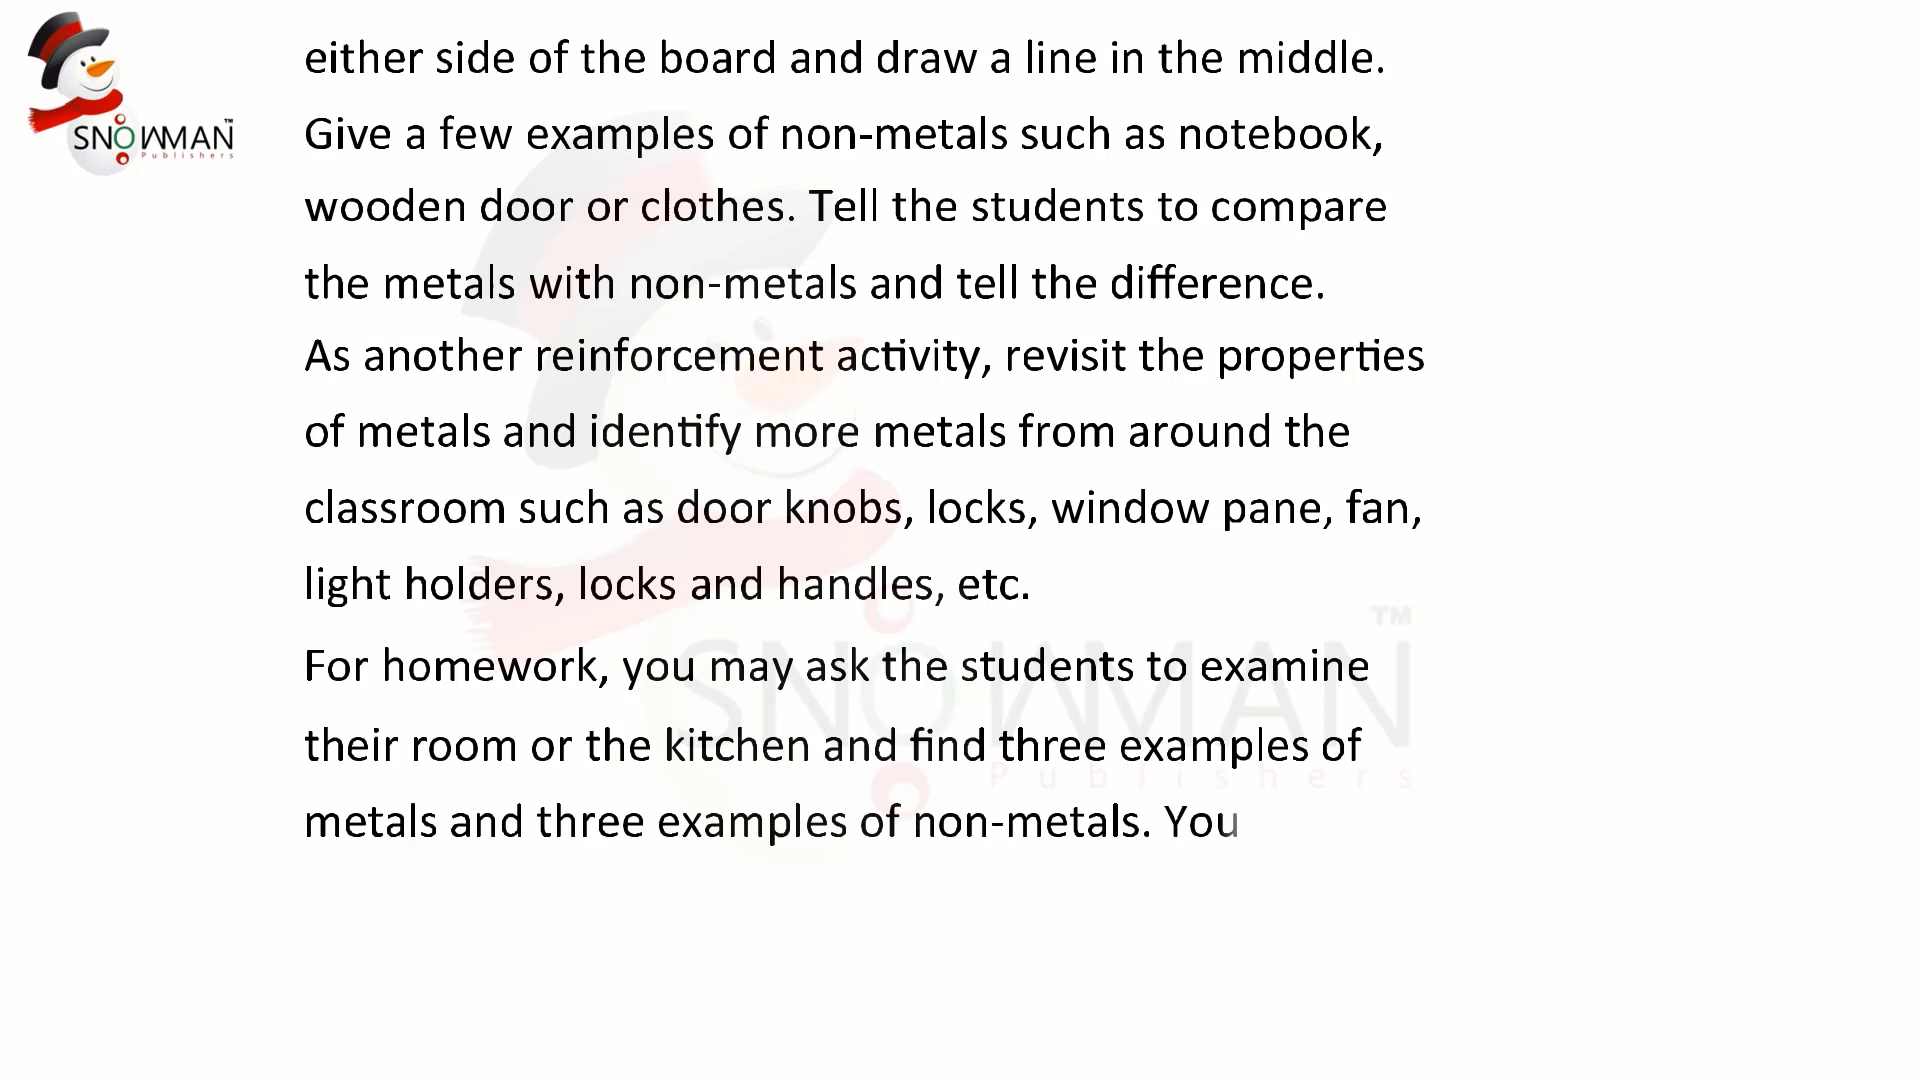 SNOWMAN™
Publishers
either side of the board and draw a line in the middle.
Give a few examples of non-metals such as notebook,
wooden door or clothes. Tell the students to compare
the metals with non-metals and tell the difference.
As another reinforcement activity, revisit the properties
of metals and identify more metals from around the
classroom such as door knobs, locks, window pane, fan,
light holders, locks and handles, etc.
For homework, you may ask the students to examine
their room or the kitchen and find three examples of
metals and three examples of non-metals. You
SNOWMAN™
Publishers